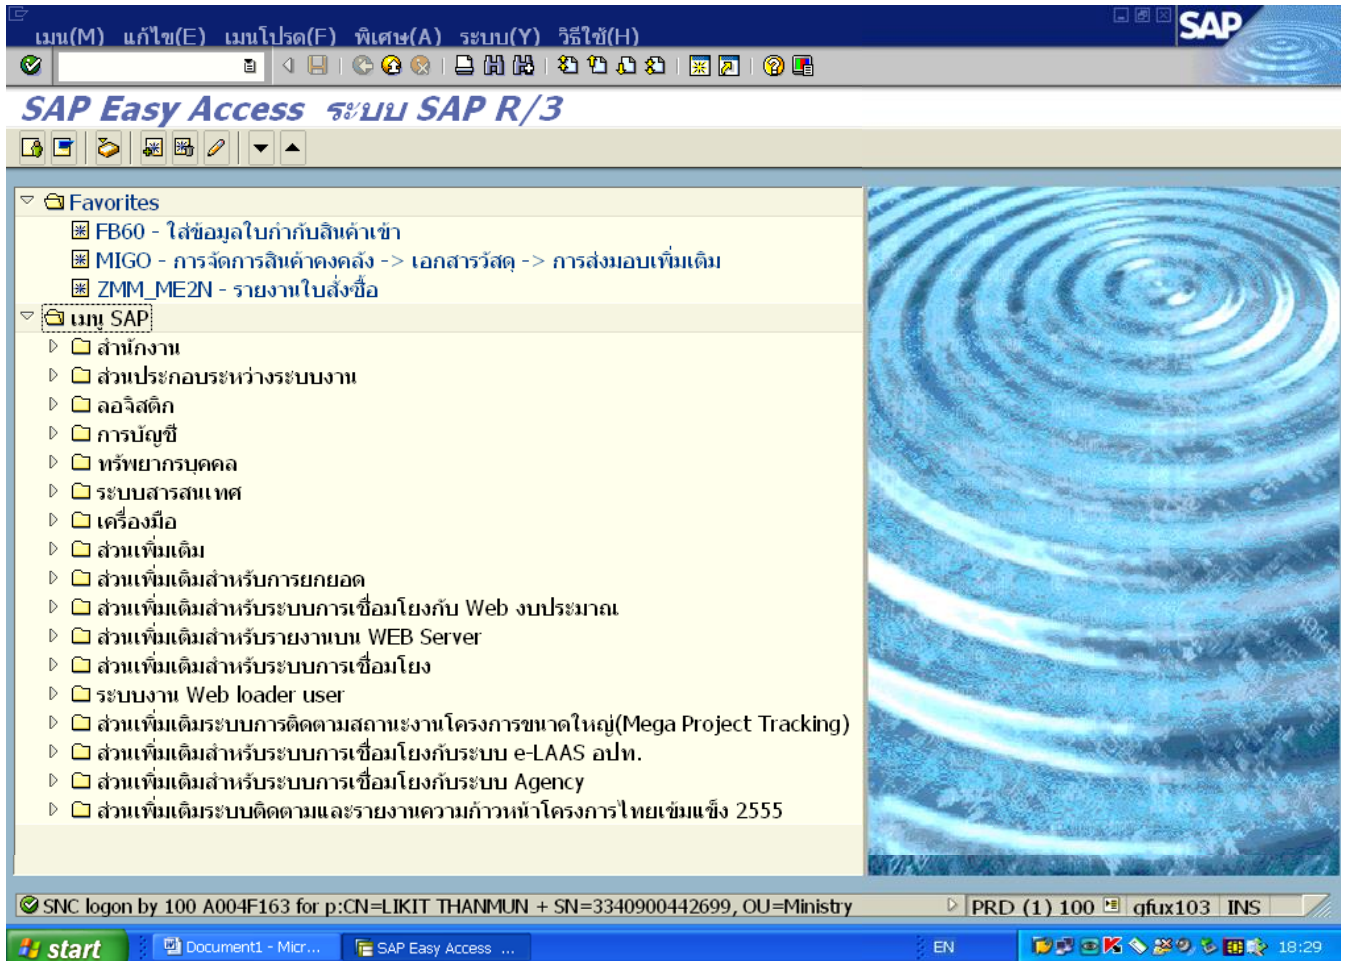 เมนู(M) แก้ไข(E) เมนูโปรด(F) พิเศษ(A) ระบบ(Y) วิธีใช้(H)
SAP
SAP Easy Access ระบบ SAP R/3
Favorites
FB60 - ใส่ข้อมูลใบกำกับสินค้าเข้า
MIGO - การจัดการสินค้าคงคลัง -> เอกสารวัสดุ -> การส่งมอบเพิ่มเติม
ZMM_ME2N - รายงานใบสั่งซื้อ
เมนู SAP
สำนักงาน
ส่วนประกอบระหว่างระบบงาน
ลอจิสติก
การบัญชี
ทรัพยากรบุคคล
ระบบสารสนเทศ
เครื่องมือ
ส่วนเพิ่มเติม
ส่วนเพิ่มเติมสำหรับการยกยอด
ส่วนเพิ่มเติมสำหรับระบบการเชื่อมโยงกับ Web งบประมาณ
ส่วนเพิ่มเติมสำหรับรายงานบน WEB Server
ส่วนเพิ่มเติมสำหรับระบบการเชื่อมโยง
ระบบงาน Web loader user
ส่วนเพิ่มเติมระบบการติดตามสถานะงานโครงการขนาดใหญ่(Mega Project Tracking)
ส่วนเพิ่มเติมสำหรับระบบการเชื่อมโยงกับระบบ e-LAAS อปท.
ส่วนเพิ่มเติมสำหรับระบบการเชื่อมโยงกับระบบ Agency
ส่วนเพิ่มเติมระบบติดตามและรายงานความก้าวหน้าโครงการไทยเข้มแข็ง 2555
SNC logon by 100 A004F163 for p:CN=LIKIT THANMUN + SN=3340900442699, OU=Ministry PRD (1) 100 qfux103 INS
start Document1 - Micr... SAP Easy Access ... EN 18:29